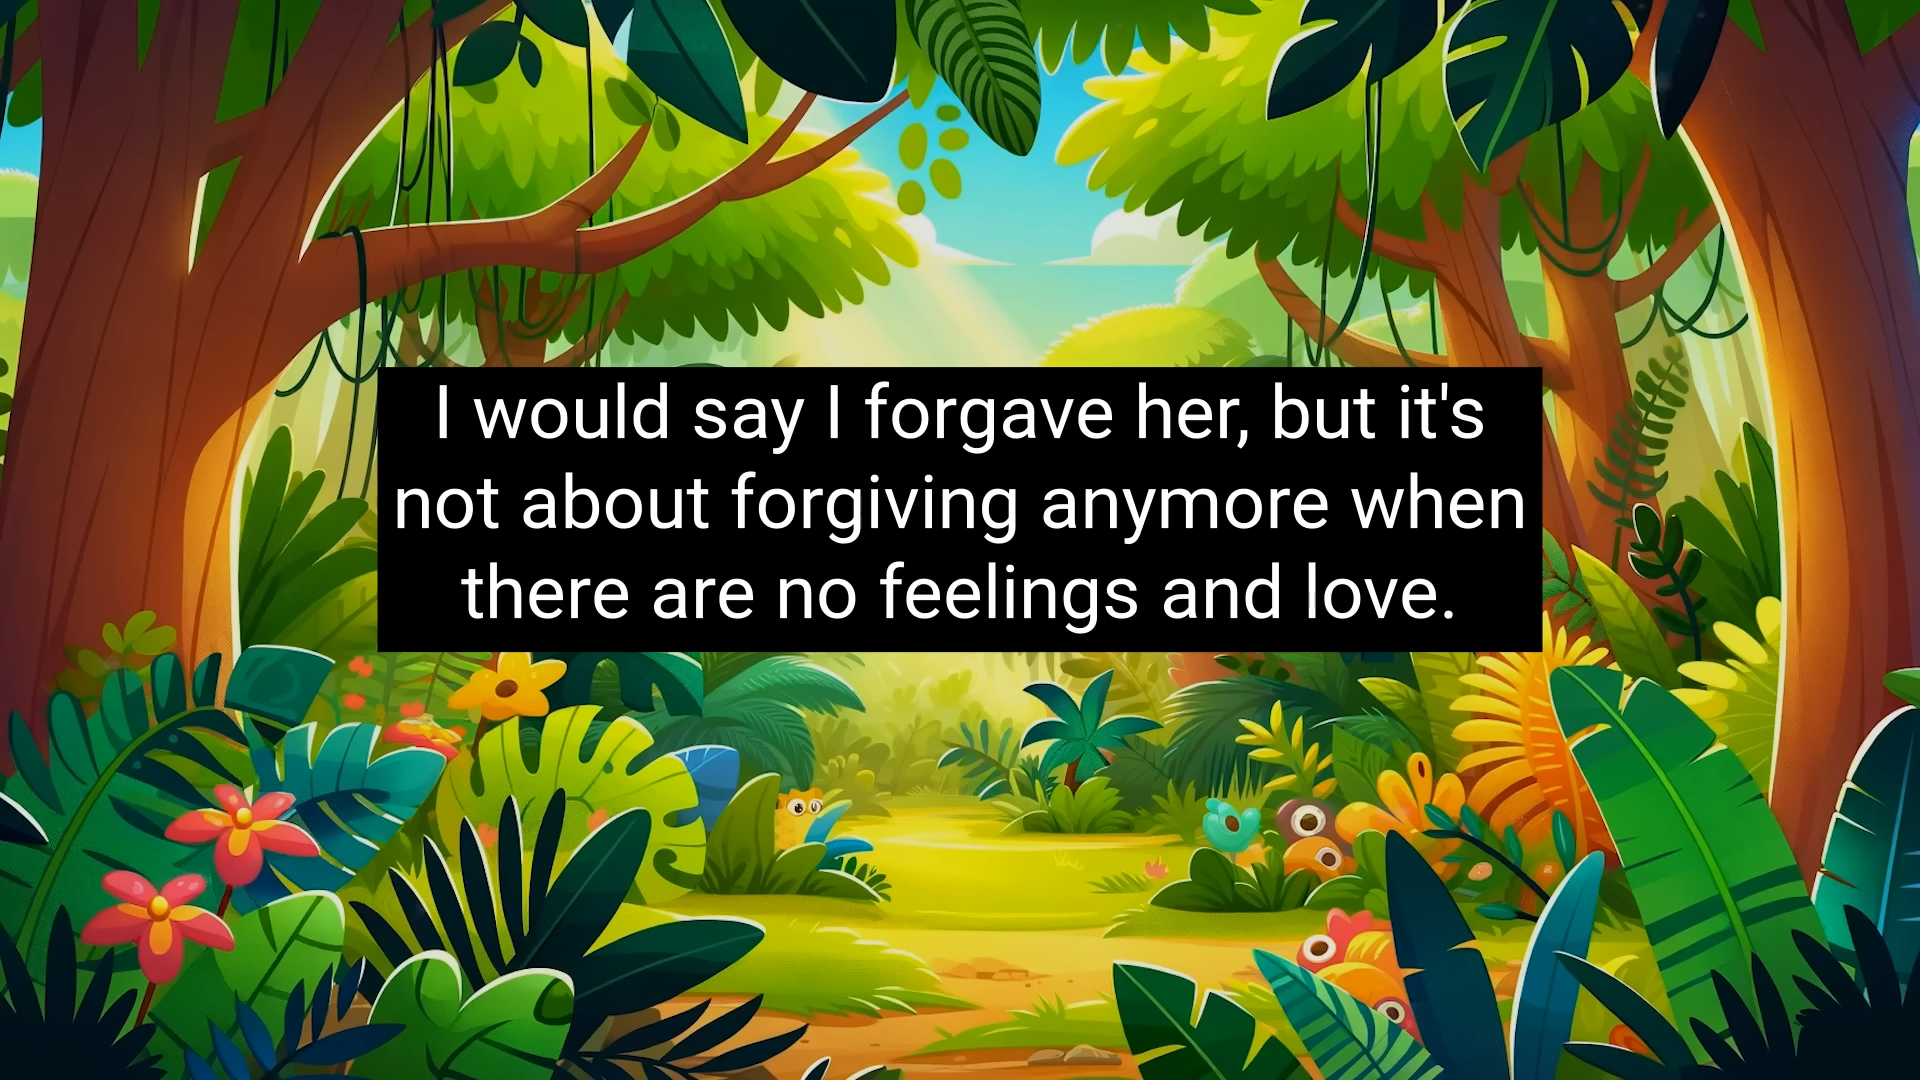 I would say I forgave her, but it's
not about forgiving anymore when
there are no feelings and love.